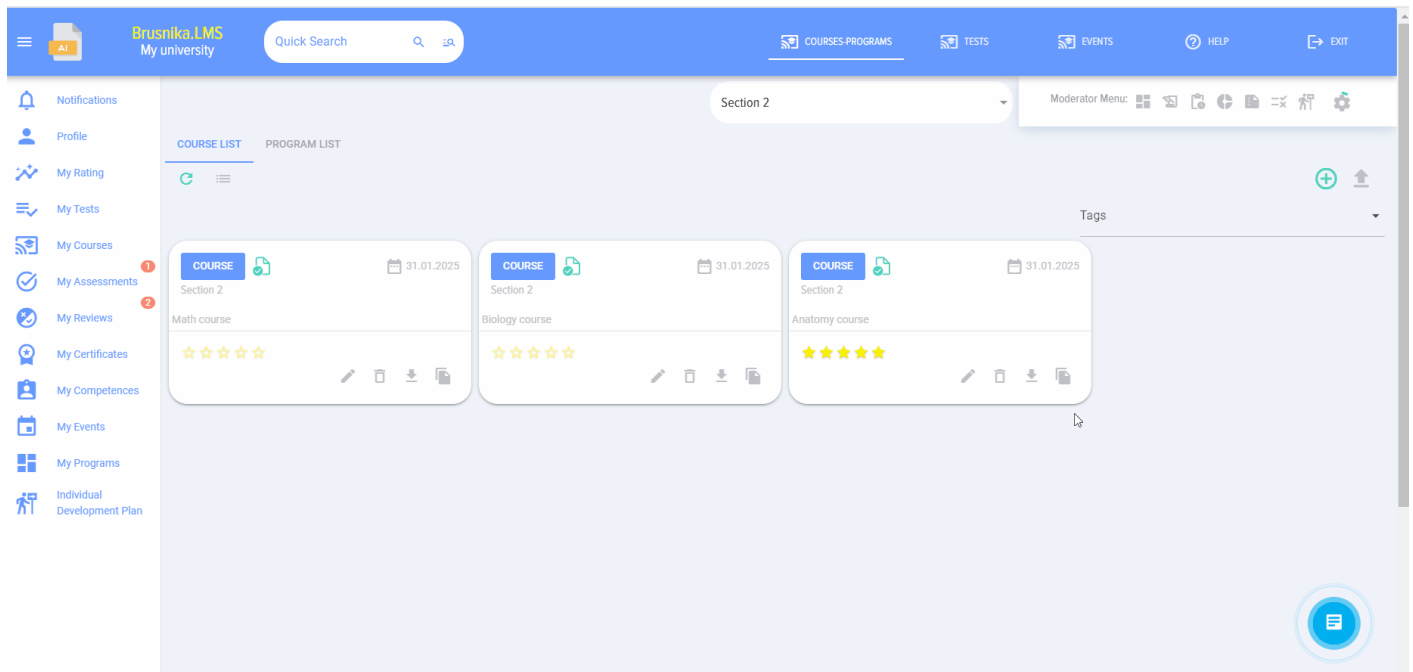 AI
Brusnika.LMS
My university
Quick Search
COURSES-PROGRAMS
TESTS
EVENTS
HELP
EXIT
Notifications
Profile
My Rating
My Tests
My Courses
1
My Assessments
2
My Reviews
My Certificates
My Competences
My Events
My Programs
Individual
Development Plan
Section 2
Moderator Menu:
COURSE LIST
PROGRAM LIST
Tags
COURSE
31.01.2025
Section 2
Math course
COURSE
31.01.2025
Section 2
Biology course
COURSE
31.01.2025
Section 2
Anatomy course